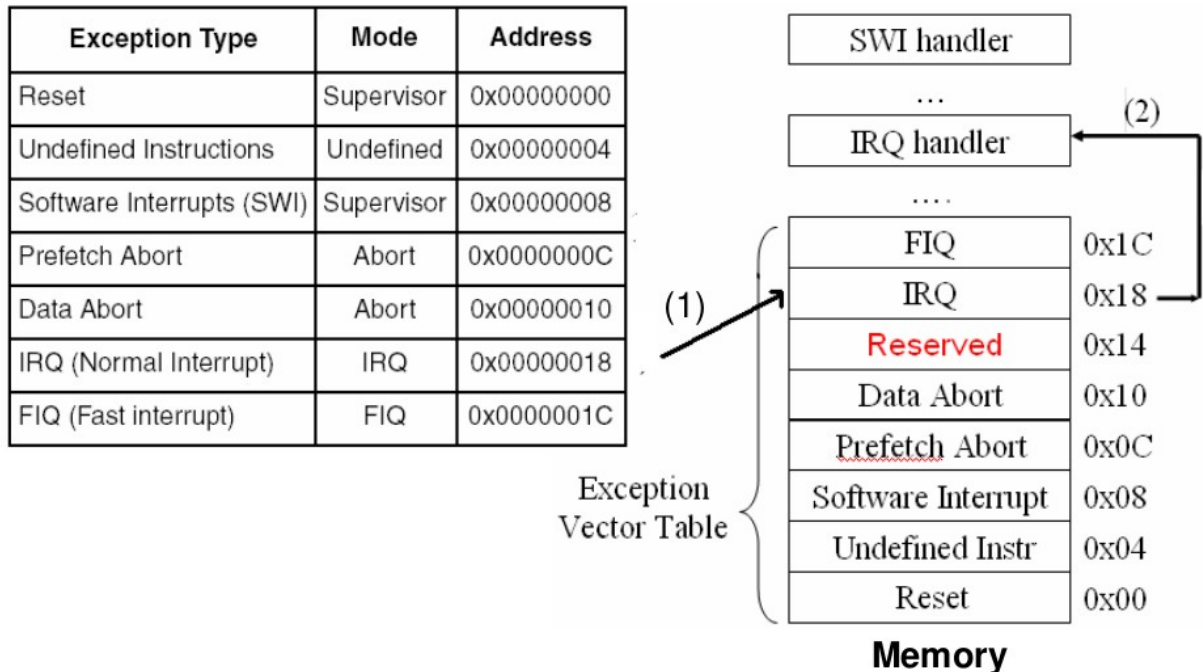 Exception Type Mode Address
Reset Supervisor 0x00000000
Undefined Instructions Undefined 0x00000004
Software Interrupts (SWI) Supervisor 0x00000008
Prefetch Abort Abort 0x0000000C
Data Abort Abort 0x00000010
IRQ (Normal Interrupt) IRQ 0x00000018
FIQ (Fast interrupt) FIQ 0x0000001C
SWI handler
...
(2)
IRQ handler
....
FIQ 0x1C
(1)
IRQ 0x18
Reserved 0x14
Data Abort 0x10
Prefetch Abort 0x0C
Software Interrupt 0x08
Undefined Instr 0x04
Reset 0x00
Exception
Vector Table
Memory